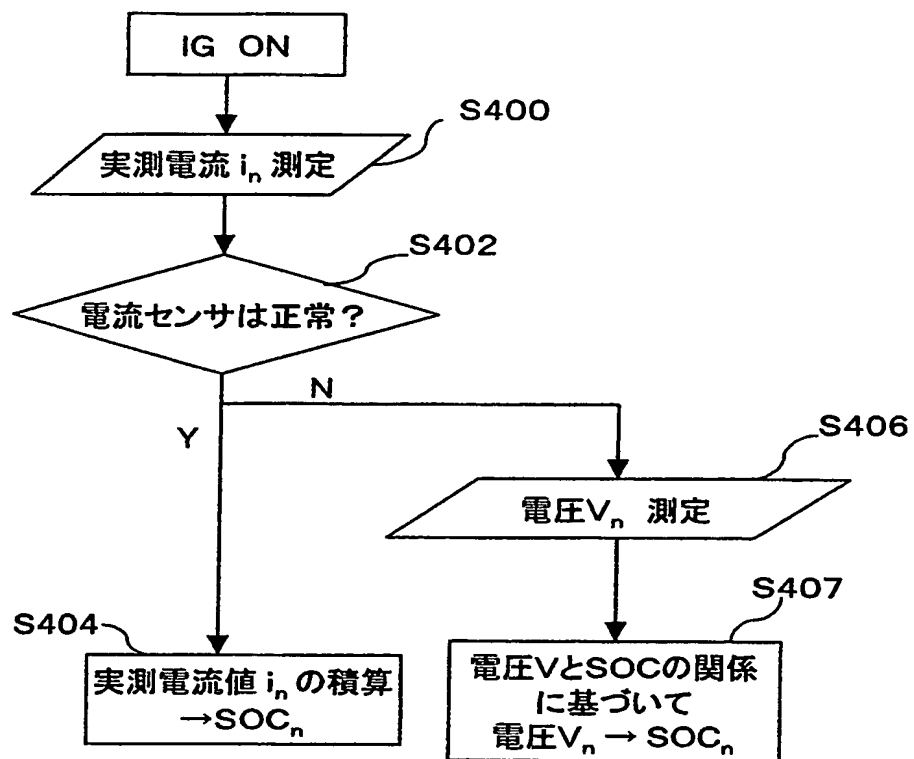 IG ON
S400
実測電流 iₙ 測定
S402
電流センサは正常？
N
Y
S406
電圧Vₙ 測定
S407
S404
実測電流値 iₙ の積算
→SOCₙ
電圧VとSOCの関係
に基づいて
電圧Vₙ → SOCₙ